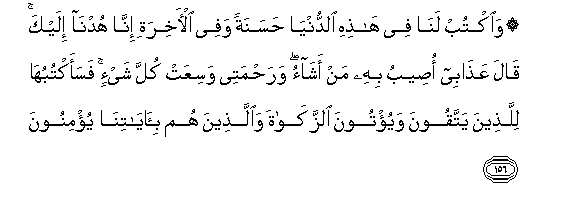 ۞ وَٱكْتُبْ لَنَا فِى هَـٰذِهِ ٱلدُّنْيَا حَسَنَةً وَفِى ٱلْـَٔاخِرَةِ إِنَّا هُدْنَآ إِلَيْكَ ۚ
قَالَ عَذَابِىٓ أُصِيبُ بِهِۦ مَنْ أَشَآءُ ۖ وَرَحْمَتِى وَسِعَتْ كُلَّ شَىْءٍ ۚ فَسَأَكْتُبُهَا
لِلَّذِينَ يَتَّقُونَ وَيُؤْتُونَ ٱلزَّكَوٰةَ وَٱلَّذِينَ هُم بِـَٔايَـٰتِنَا يُؤْمِنُونَ
١٥٦